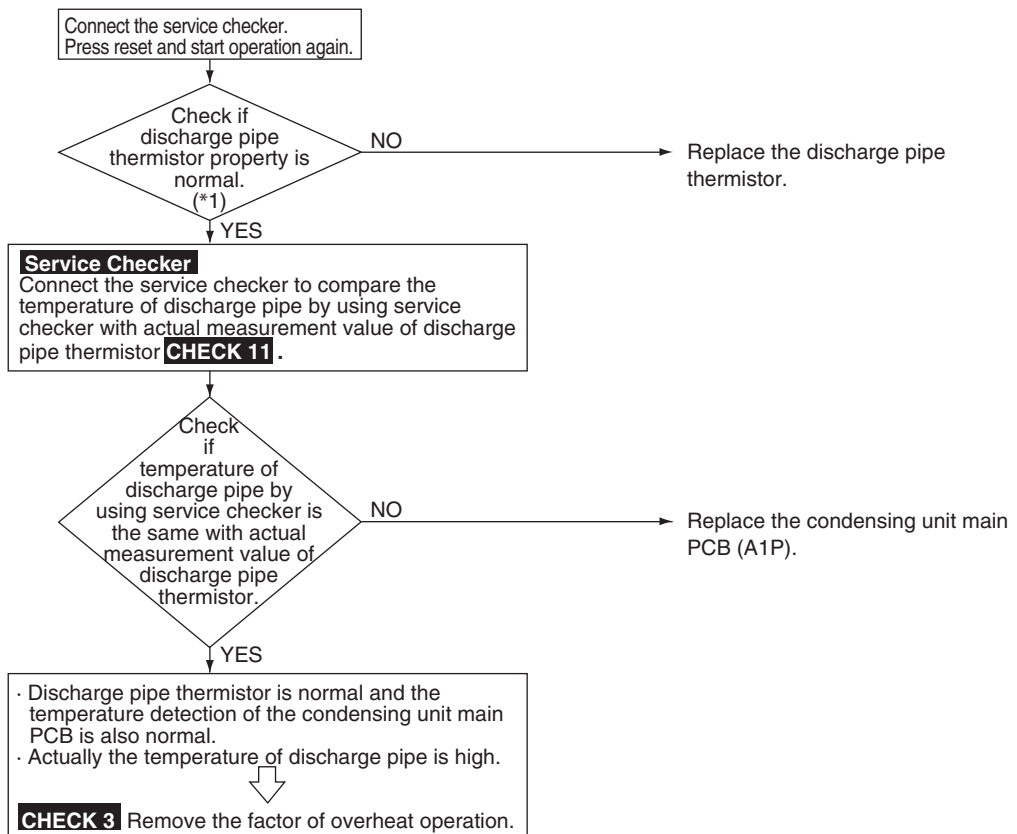 Connect the service checker.
Press reset and start operation again.
Check if
discharge pipe
thermistor property is
normal.
(*1)
NO
Replace the discharge pipe
thermistor.
YES
Service Checker
Connect the service checker to compare the
temperature of discharge pipe by using service
checker with actual measurement value of discharge
pipe thermistor CHECK 11 .
Check
if
temperature of
discharge pipe by
using service checker is
the same with actual
measurement value of
discharge pipe
thermistor.
NO
Replace the condensing unit main
PCB (A1P).
YES
· Discharge pipe thermistor is normal and the
temperature detection of the condensing unit main
PCB is also normal.
· Actually the temperature of discharge pipe is high.
CHECK 3 Remove the factor of overheat operation.